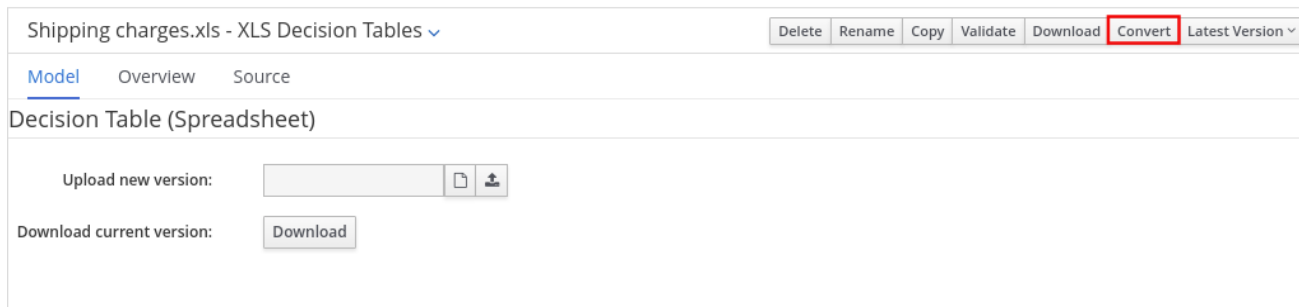 Shipping charges.xls - XLS Decision Tables
Delete Rename Copy Validate Download Convert Latest Version
Model Overview Source
Decision Table (Spreadsheet)
Upload new version:
Download current version: Download